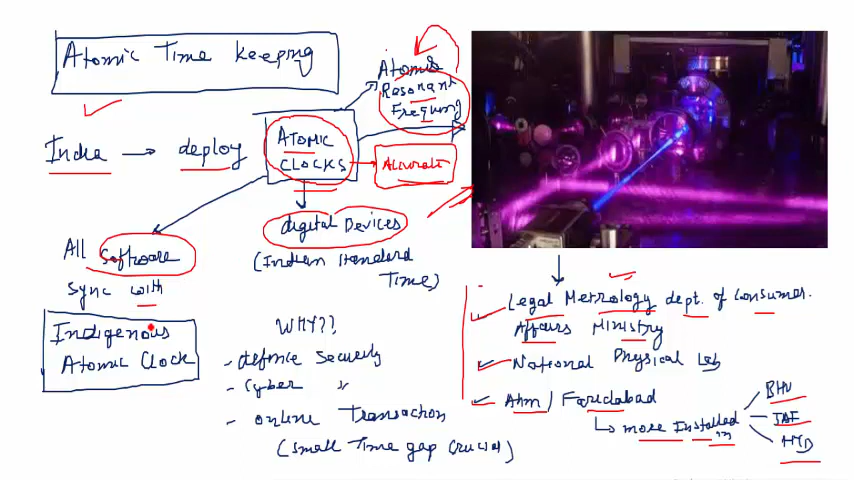 Atomic Time keeping
Atomic
Resonant
Frequency
India → deploy
ATOMIC
CLOCKS
Accurate
digital Devices
(Indian Standard
Time)
All Software
Sync with
Indigenous
Atomic Clock
WHY??
- defence Security
- Cyber "
- online Transaction
(Small Time gap Crucial)
Legal Metrology dept. of Consumer
Affairs Ministry
National Physical Lab
Ahm / Faridabad
more Installed
in
BHU
HYD